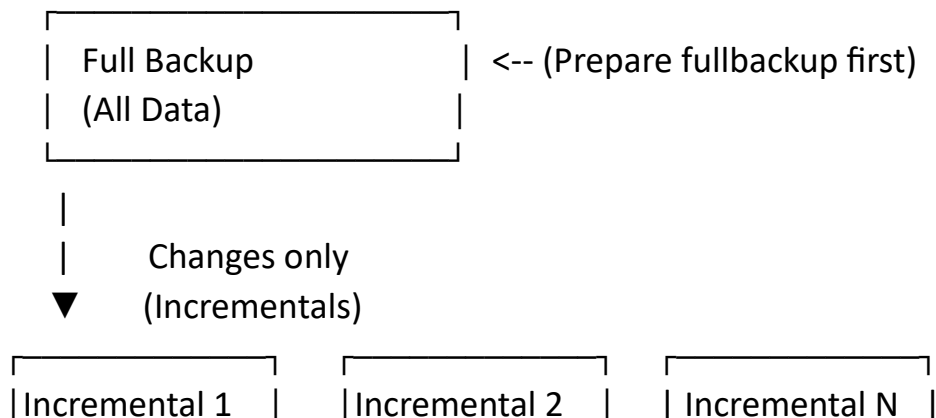 Full Backup <-- (Prepare fullbackup first)
(All Data)
Changes only
(Incrementals)
Incremental 1 Incremental 2 Incremental N